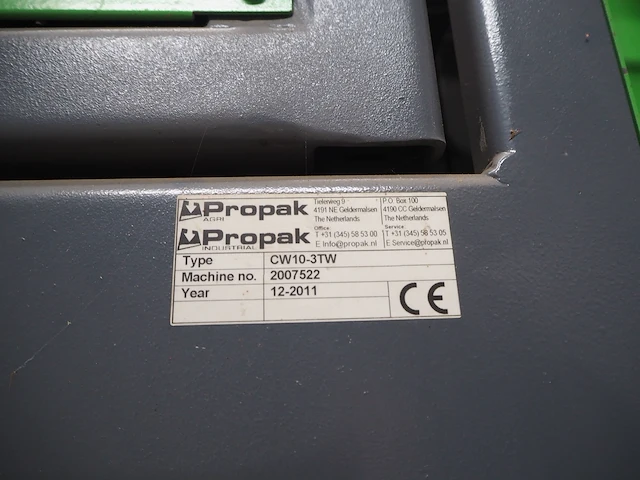 Propak
AGRI
Propak
INDUSTRIAL
Tielerweg 9
4191 NE Geldermalsen
The Netherlands
Office
T +31 (345) 58 53 00
E Info@propak.nl
P.O. Box 100
4190 CC Geldermalsen
The Netherlands
Service
T +31 (345) 58 53 05
E Service@propak.nl
Type CW10-3TW
Machine no. 2007522
Year 12-2011
CE